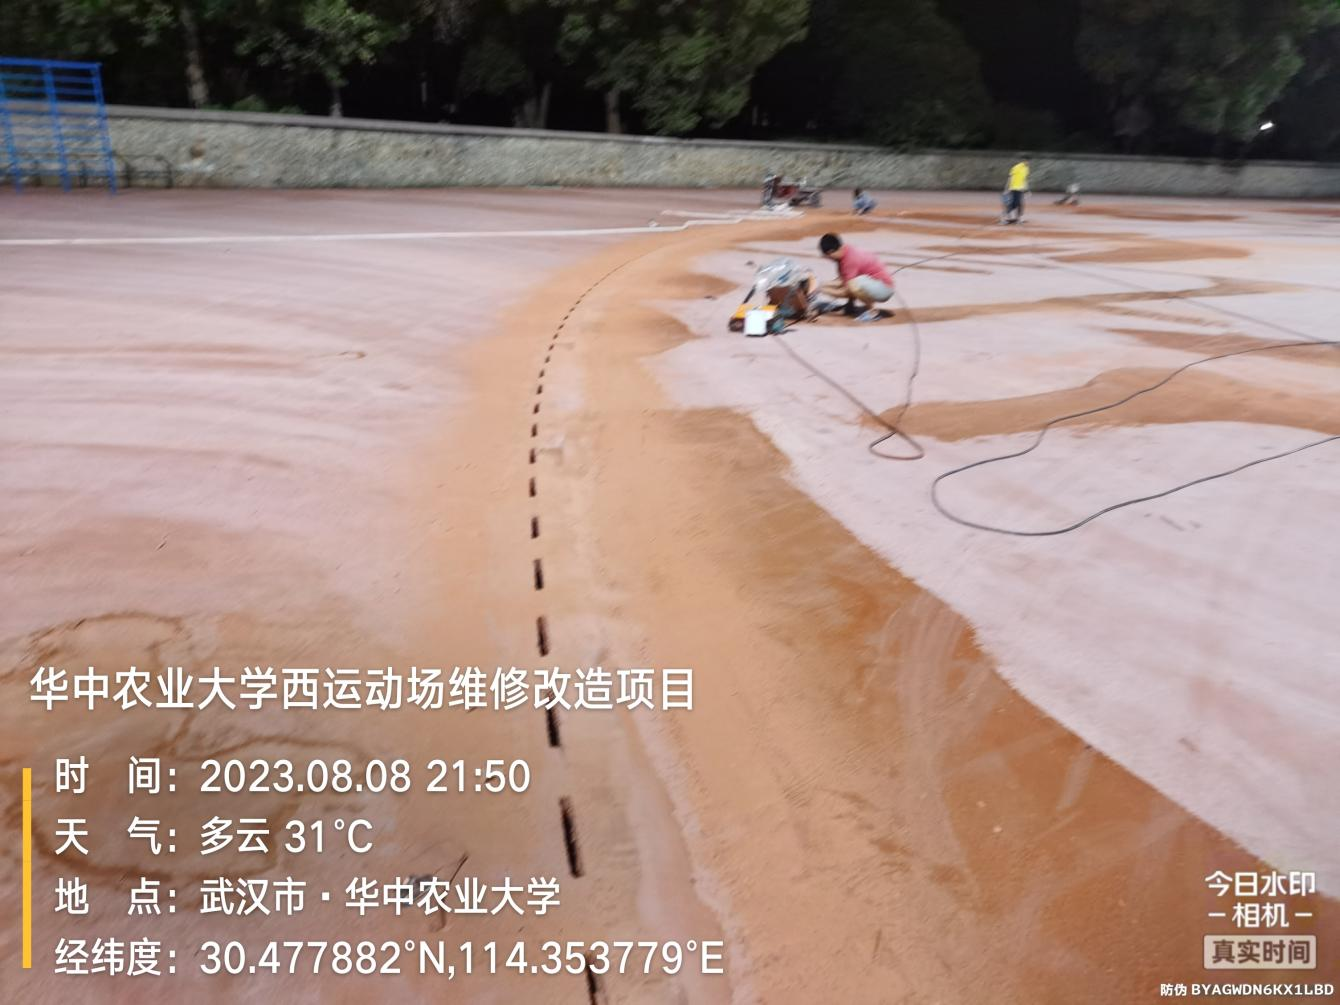 华中农业大学西运动场维修改造项目
时 间：2023.08.08 21:50
天 气：多云 31℃
地 点：武汉市·华中农业大学
经纬度：30.477882°N,114.353779°E
今日水印
-相机-
真实时间
防伪 BYAGWDN6KX1LBD